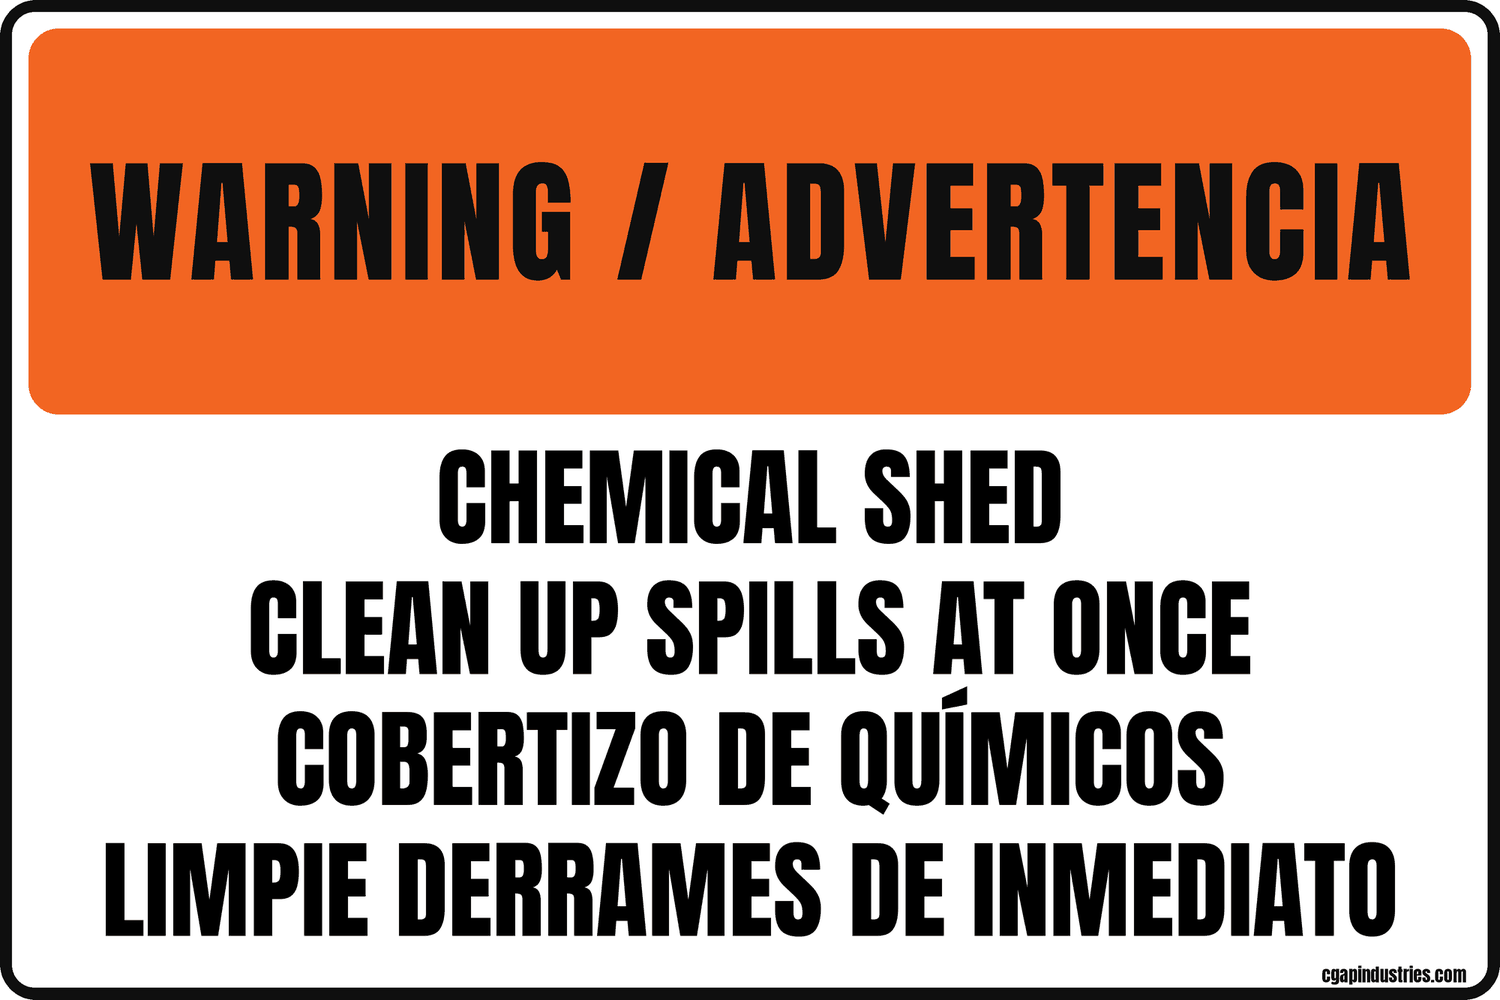 WARNING / ADVERTENCIA
CHEMICAL SHED
CLEAN UP SPILLS AT ONCE
COBERTIZO DE QUÍMICOS
LIMPIE DERRAMES DE INMEDIATO
cgapindustries.com